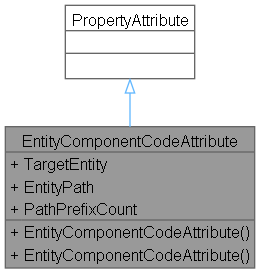 PropertyAttribute
EntityComponentCodeAttribute
+ TargetEntity
+ EntityPath
+ PathPrefixCount
+ EntityComponentCodeAttribute()
+ EntityComponentCodeAttribute()